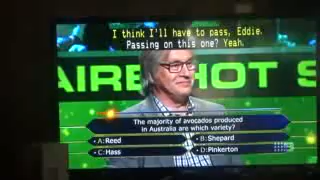 I think I'll have to pass, Eddie.
Passing on this one? Yeah.
AIRE HOT S
The majority of avocados produced
in Australia are which variety?
A: Reed
B: Shepard
C: Hass
D: Pinkerton